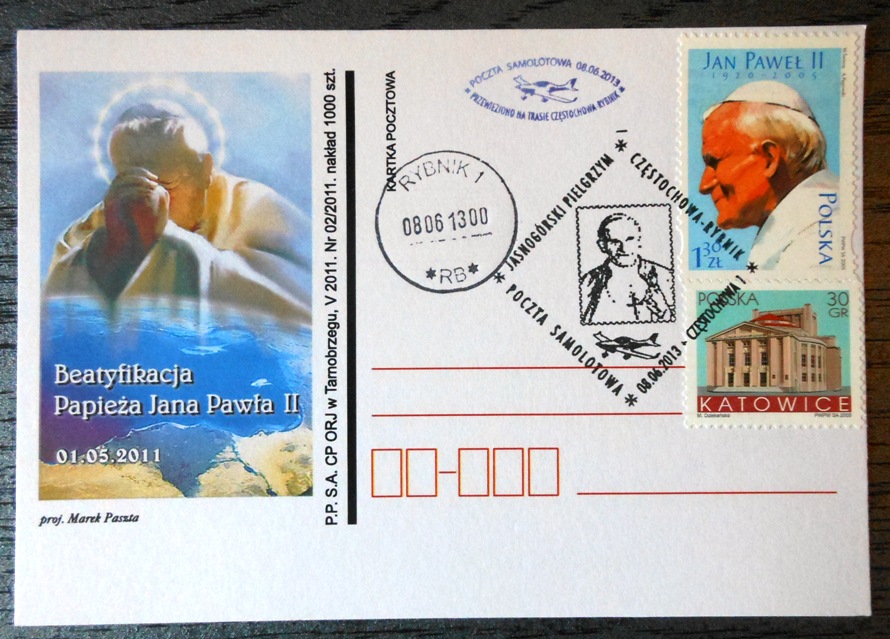 Beatyfikacja
Papieża Jana Pawła II
01.05.2011
proj. Marek Paszta
P.P. S.A. CP ORJ w Tarnobrzegu, V 2011. Nr 02/2011. nakład 1000 szt.
KARTKA POCZTOWA
POCZTA SAMOLOTOWA 08.06.2013
* PRZEWIEZIONO NA TRASIE CZĘSTOCHOWA-RYBNIK *
RYBNIK 1
08 06 13 00
*RB*
* JASNOGÓRSKI PIELGRZYM * CZĘSTOCHOWA-RYBNIK *
POCZTA SAMOLOTOWA * 08.06.2013 - CZĘSTOCHOWA 1
JAN PAWEŁ II
1920-2005
POLSKA
1,30 ZŁ
POLSKA 30 GR
KATOWICE